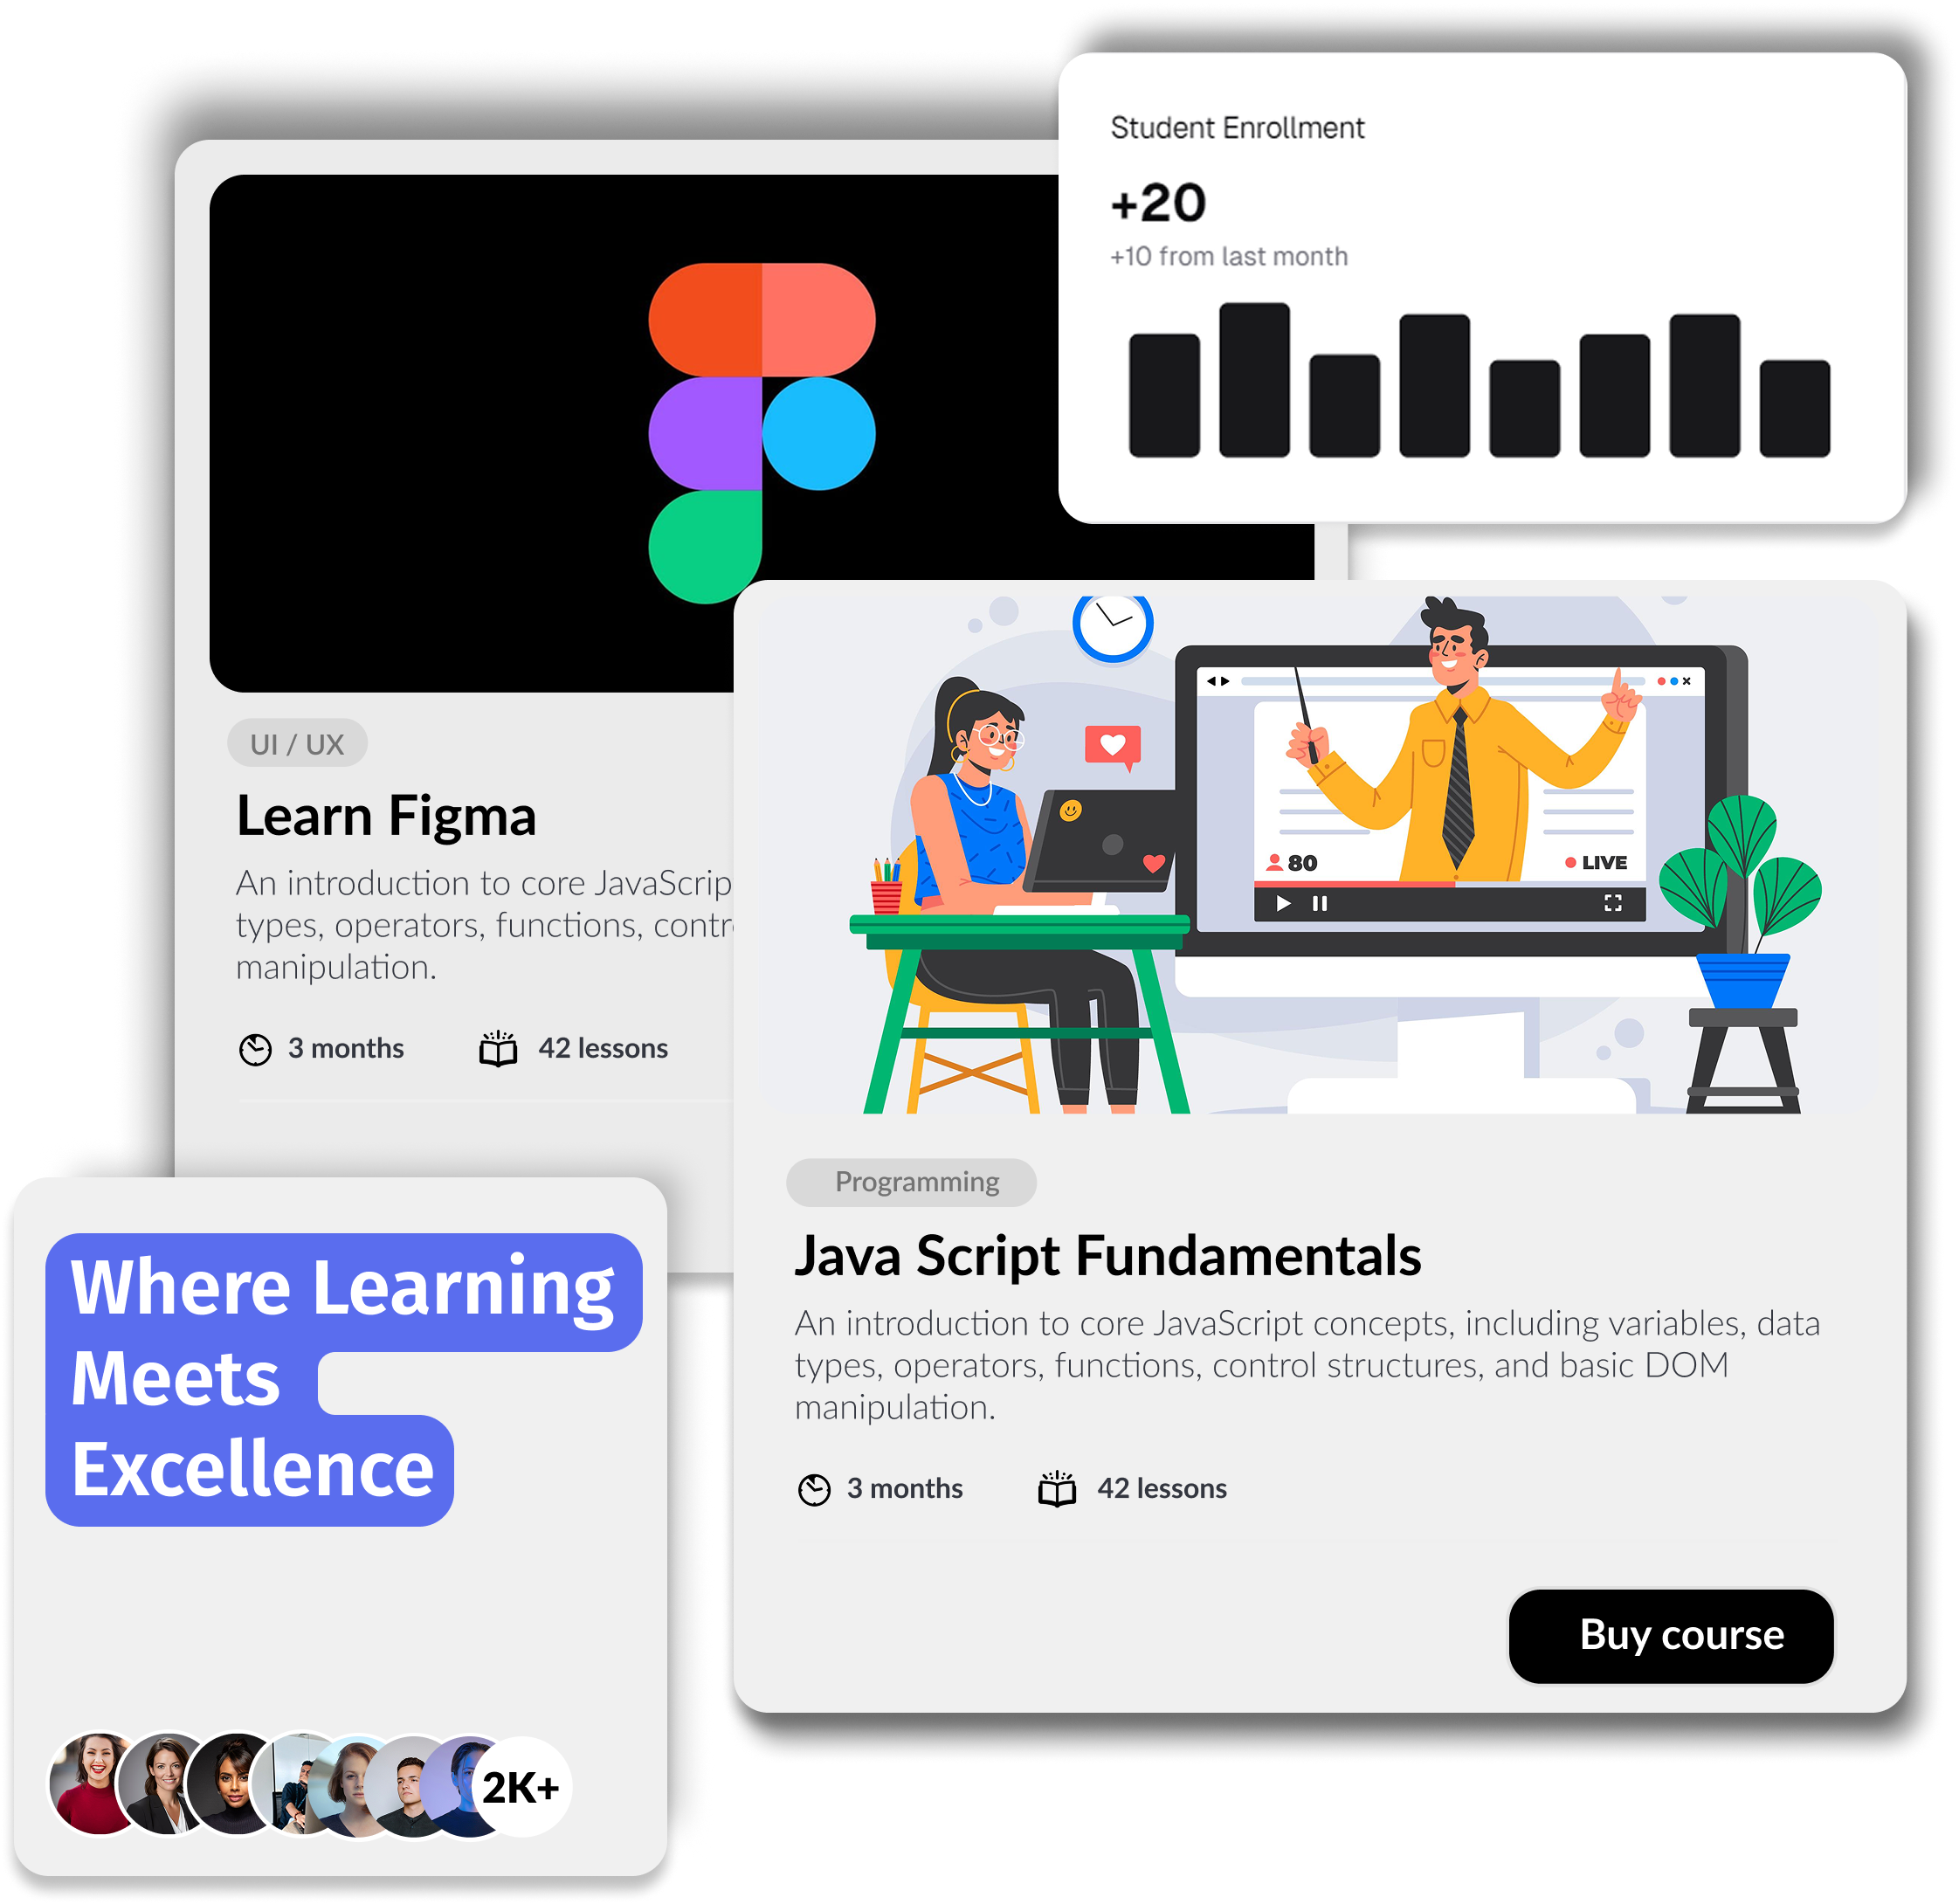 Student Enrollment
+20
+10 from last month
UI / UX
Learn Figma
An introduction to core JavaScrip
types, operators, functions, contr
manipulation.
3 months
42 lessons
80
LIVE
Programming
Java Script Fundamentals
An introduction to core JavaScript concepts, including variables, data
types, operators, functions, control structures, and basic DOM
manipulation.
3 months
42 lessons
Buy course
Where Learning
Meets
Excellence
2K+